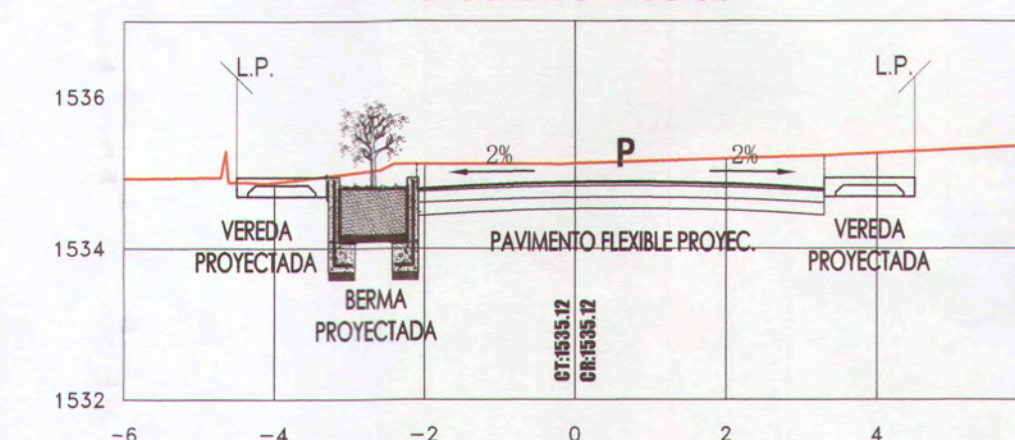 L.P.
L.P.
1536
2%
P
2%
VEREDA
PROYECTADA
PAVIMENTO FLEXIBLE PROYEC.
VEREDA
PROYECTADA
1534
BERMA
PROYECTADA
CT:1535.12
CR:1535.12
1532
-6
-4
-2
0
2
4